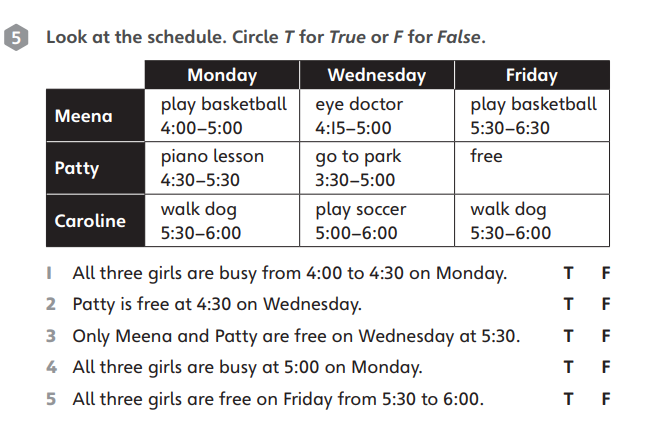 5 Look at the schedule. Circle T for True or F for False.
Monday Wednesday Friday
Meena play basketball eye doctor play basketball
4:00–5:00 4:15–5:00 5:30–6:30
Patty piano lesson go to park free
4:30–5:30 3:30–5:00
Caroline walk dog play soccer walk dog
5:30–6:00 5:00–6:00 5:30–6:00
1 All three girls are busy from 4:00 to 4:30 on Monday. T F
2 Patty is free at 4:30 on Wednesday. T F
3 Only Meena and Patty are free on Wednesday at 5:30. T F
4 All three girls are busy at 5:00 on Monday. T F
5 All three girls are free on Friday from 5:30 to 6:00. T F